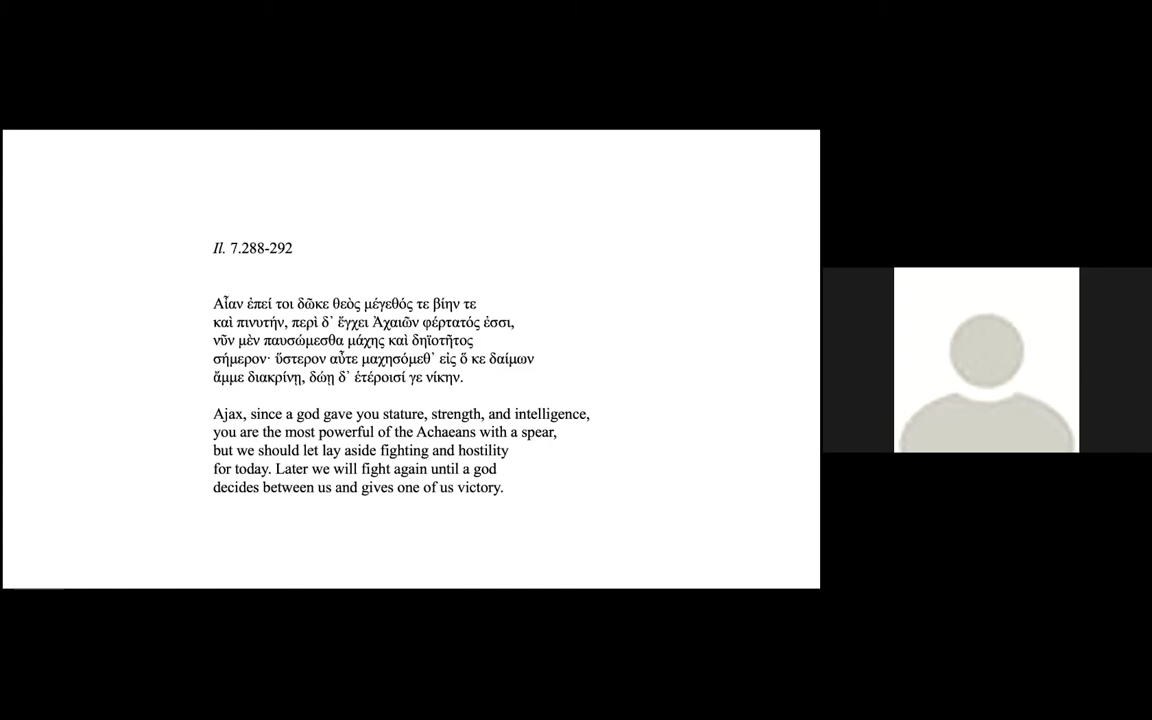 Il. 7.288-292
Αἶαν ἐπεί τοι δῶκε θεὸς μέγεθός τε βίην τε
καὶ πινυτήν, περὶ δ᾽ ἔγχει Ἀχαιῶν φέρτατός ἐσσι,
νῦν μὲν παυσώμεσθα μάχης καὶ δηϊοτῆτος
σήμερον· ὕστερον αὖτε μαχησόμεθ᾽ εἰς ὅ κε δαίμων
ἄμμε διακρίνῃ, δώῃ δ᾽ ἑτέροισί γε νίκην.
Ajax, since a god gave you stature, strength, and intelligence,
you are the most powerful of the Achaeans with a spear,
but we should let lay aside fighting and hostility
for today. Later we will fight again until a god
decides between us and gives one of us victory.